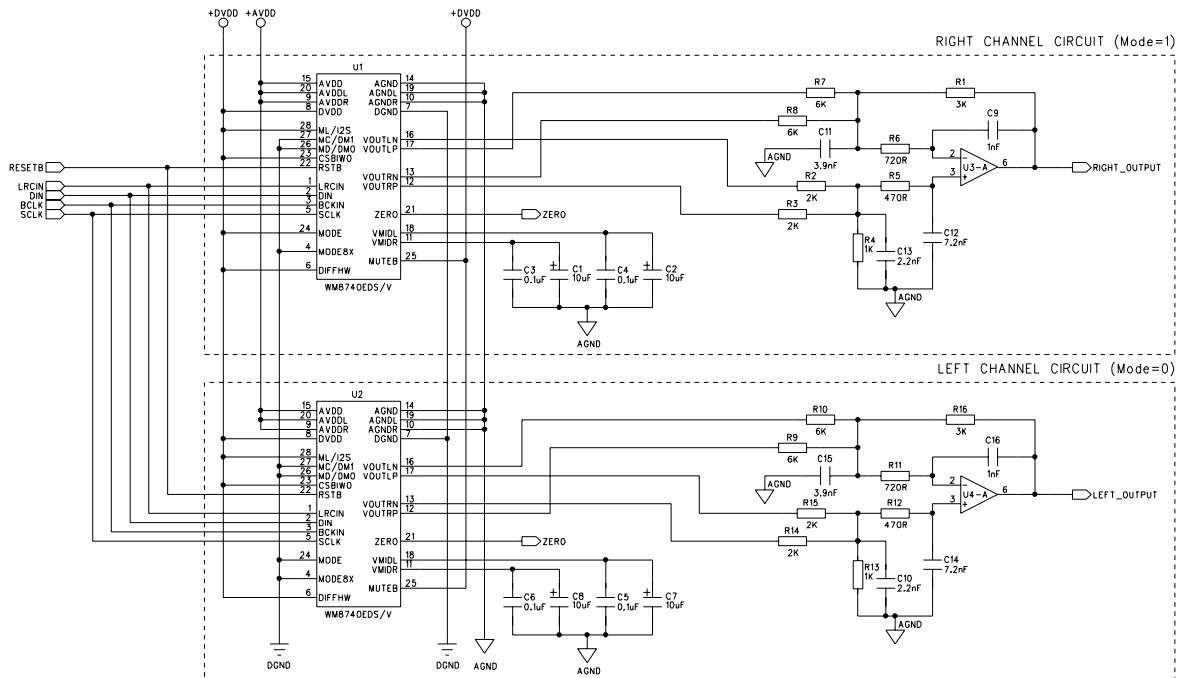 +DVDD +AVDD +DVDD
RIGHT CHANNEL CIRCUIT (Mode=1)
U1
15 AVDD AGND 14
20 AVDDL AGNDL 19
9 AVDDR AGNDR 10
8 DVDD DGND 7
28 ML/I2S
27 MC/DM1 VOUTLN 16
26 MD/DM0 VOUTLP 17
23 CSBIWO
22 RSTB
VOUTRN 13
1 LRCIN VOUTRP 12
2 DIN
3 BCKIN
5 SCLK ZERO 21
24 MODE VMIDL 18
VMIDR 11
4 MODE8X
MUTEB 25
6 DIFFHW
WM8740EDS/V
RESETB
LRCIN
DIN
BCLK
SCLK
ZERO
C3
0.1uF
+ C1
10uF
C4
0.1uF
+ C2
10uF
AGND
R7
6K
R1
3K
R8
6K
C9
1nF
C11
3.9nF
AGND
R6
720R
2 -
3 +
U3-A
6
RIGHT_OUTPUT
R2
2K
R5
470R
R3
2K
R4
1K
C13
2.2nF
C12
7.2nF
AGND
LEFT CHANNEL CIRCUIT (Mode=0)
U2
15 AVDD AGND 14
20 AVDDL AGNDL 19
9 AVDDR AGNDR 10
8 DVDD DGND 7
28 ML/I2S
27 MC/DM1 VOUTLN 16
26 MD/DM0 VOUTLP 17
23 CSBIWO
22 RSTB
VOUTRN 13
1 LRCIN VOUTRP 12
2 DIN
3 BCKIN
5 SCLK ZERO 21
24 MODE VMIDL 18
VMIDR 11
4 MODE8X
MUTEB 25
6 DIFFHW
WM8740EDS/V
ZERO
C6
0.1uF
+ C8
10uF
C5
0.1uF
+ C7
10uF
AGND
DGND
DGND
AGND
R10
6K
R16
3K
R9
6K
C16
1nF
C15
3.9nF
AGND
R11
720R
2 -
3 +
U4-A
6
LEFT_OUTPUT
R15
2K
R12
470R
R14
2K
R13
1K
C10
2.2nF
C14
7.2nF
AGND